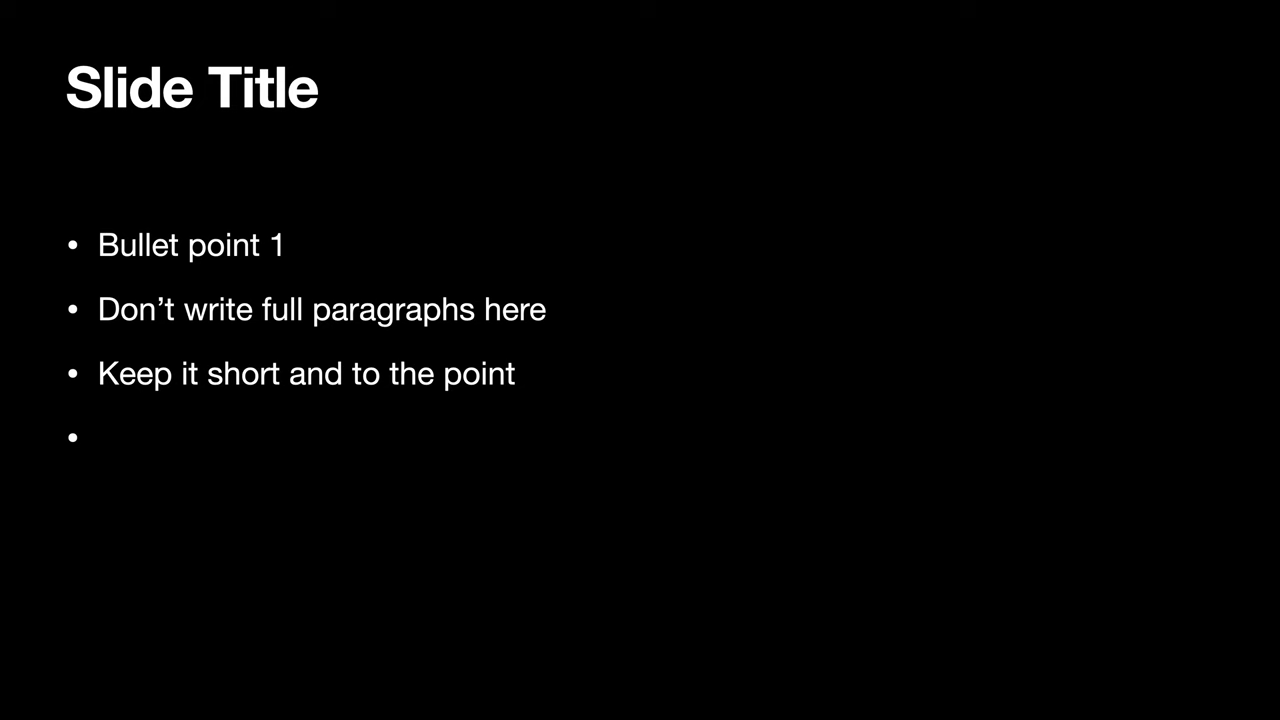 Slide Title
• Bullet point 1
• Don’t write full paragraphs here
• Keep it short and to the point
•